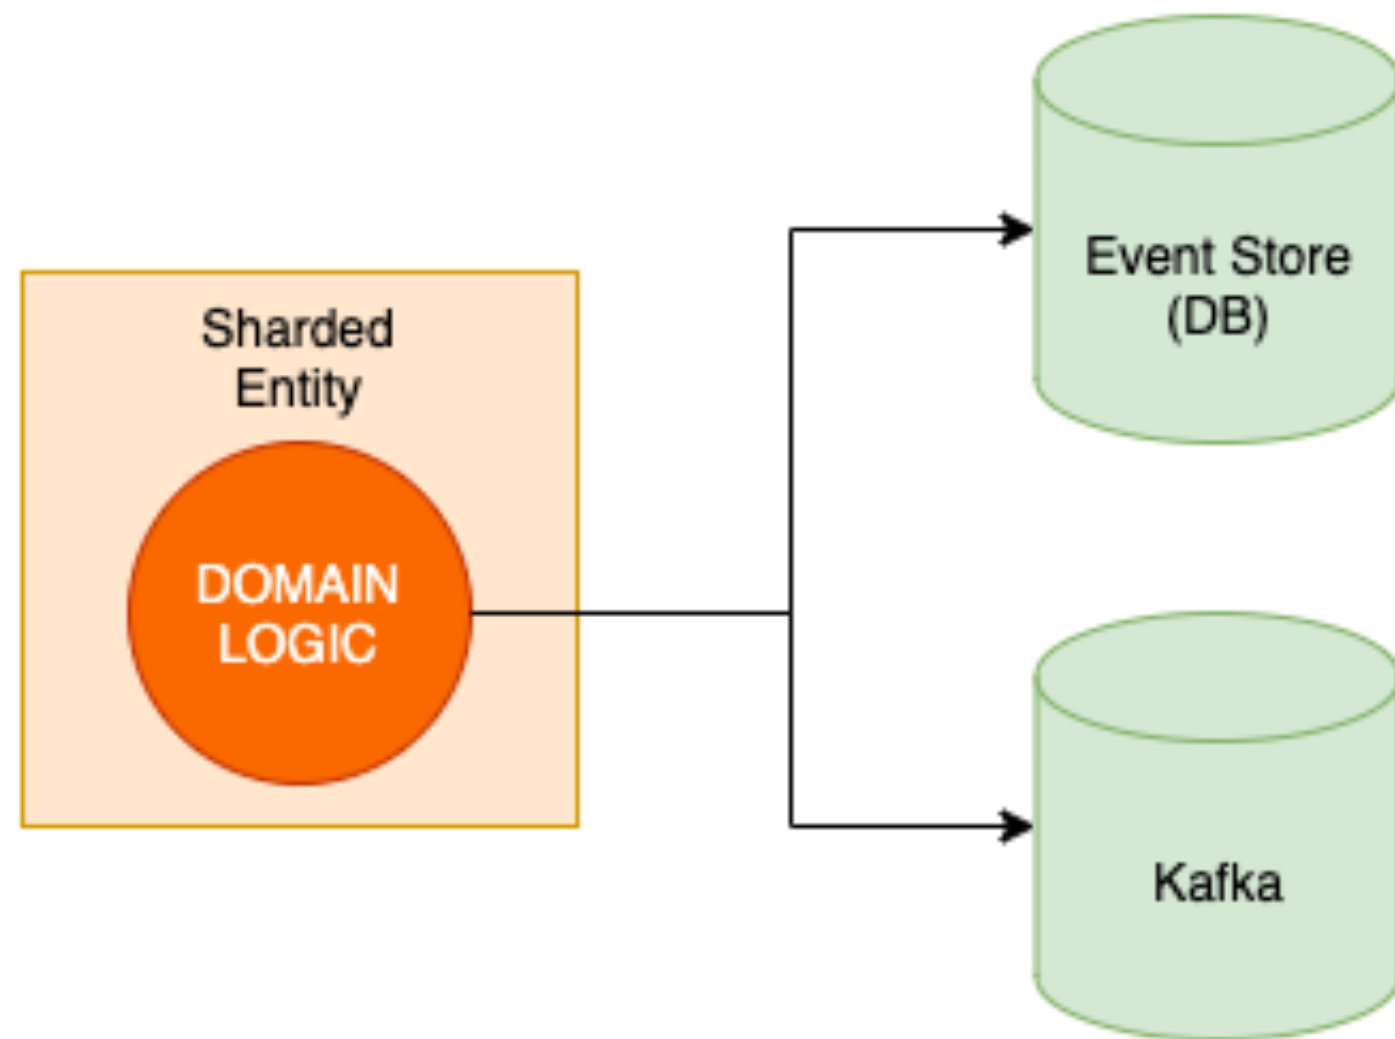 Sharded
Entity
DOMAIN
LOGIC
Event Store
(DB)
Kafka